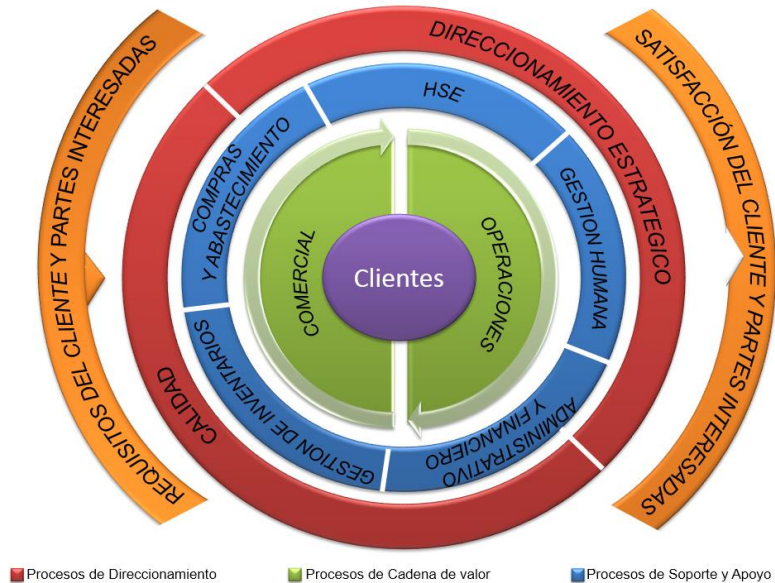 REQUISITOS DEL CLIENTE Y PARTES INTERESADAS
DIRECCIONAMIENTO ESTRATEGICO
CALIDAD
HSE
COMPRAS
Y ABASTECIMIENTO
GESTION HUMANA
ADMINISTRATIVO
Y FINANCIERO
GESTION DE INVENTARIOS
COMERCIAL
Clientes
OPERACIONES
SATISFACCIÓN DEL CLIENTE Y PARTES INTERESADAS
Procesos de Direccionamiento
Procesos de Cadena de valor
Procesos de Soporte y Apoyo